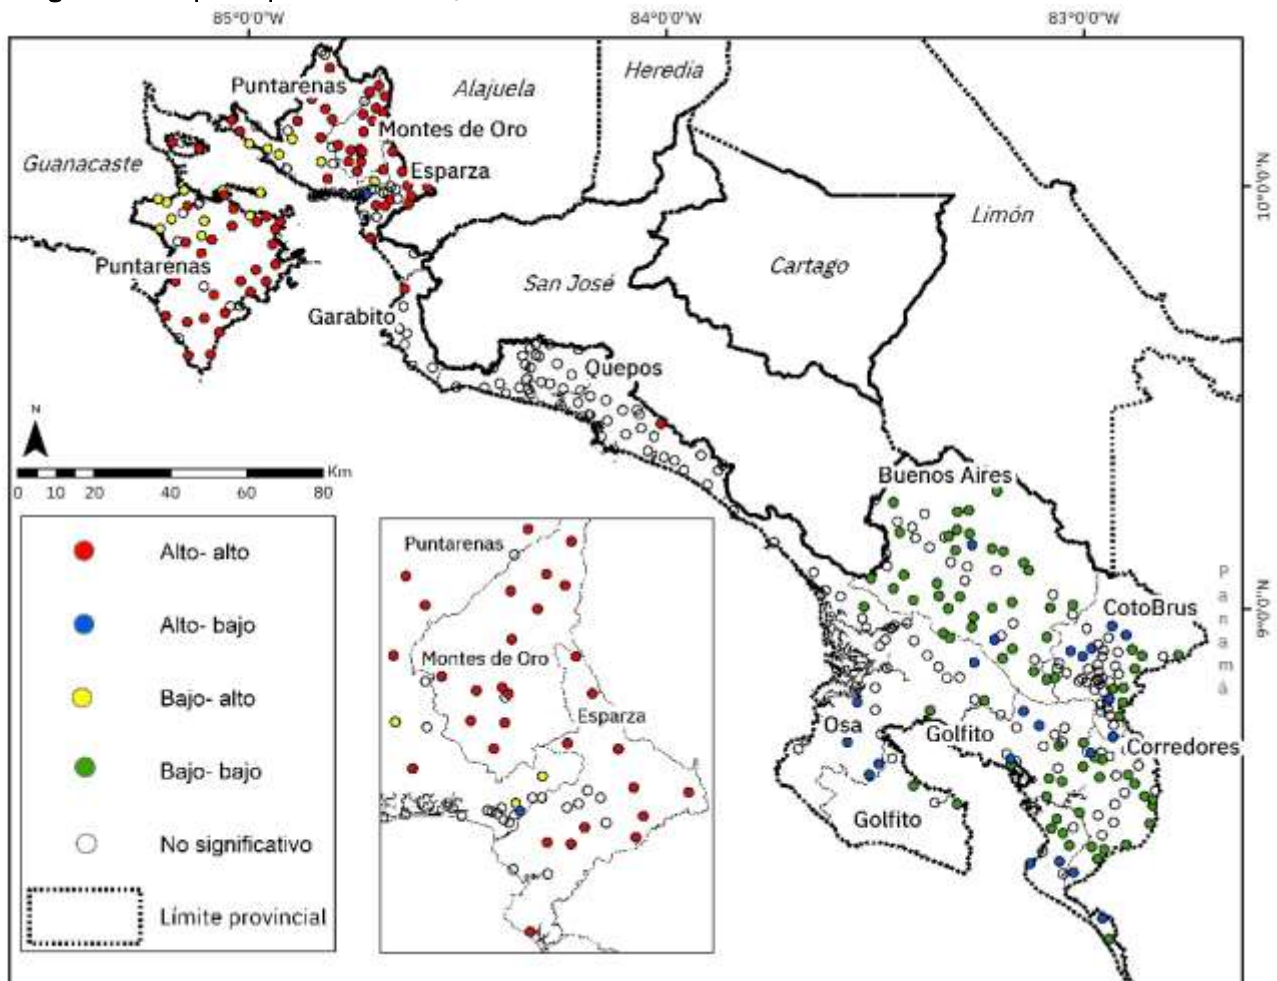 85°0'0"W 84°0'0"W 83°0'0"W
Puntarenas
Alajuela
Heredia
Montes de Oro
Guanacaste
Esparza
10°0'0"N
Limón
Puntarenas
San José
Cartago
Garabito
Quepos
N
Km
0 10 20 40 60 80
Buenos Aires
Alto- alto
Alto- bajo
Bajo- alto
Bajo- bajo
No significativo
Límite provincial
Puntarenas
Montes de Oro
Esparza
Panamá
CotoBrus
9°0'0"N
Osa
Golfito
Corredores
Golfito